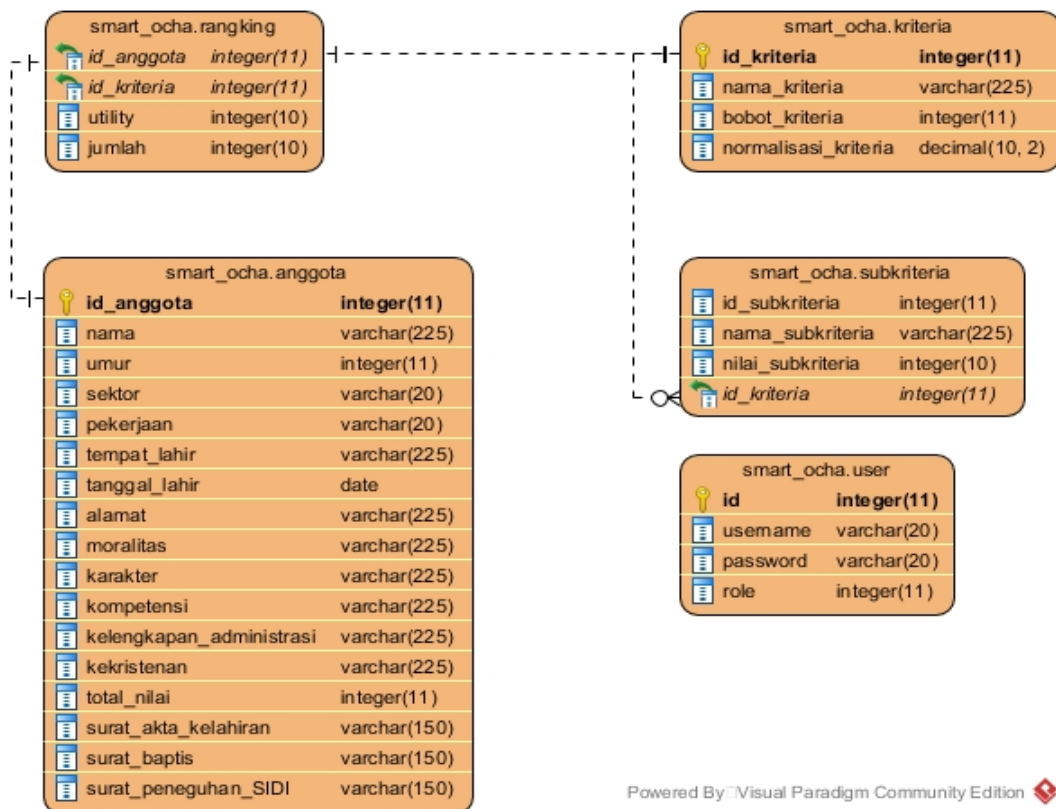 smart_ocha.rangking
id_anggota integer(11)
id_kriteria integer(11)
utility integer(10)
jumlah integer(10)
smart_ocha.kriteria
id_kriteria integer(11)
nama_kriteria varchar(225)
bobot_kriteria integer(11)
normalisasi_kriteria decimal(10, 2)
smart_ocha.anggota
id_anggota integer(11)
nama varchar(225)
umur integer(11)
sektor varchar(20)
pekerjaan varchar(20)
tempat_lahir varchar(225)
tanggal_lahir date
alamat varchar(225)
moralitas varchar(225)
karakter varchar(225)
kompetensi varchar(225)
kelengkapan_administrasi varchar(225)
kekristenan varchar(225)
total_nilai integer(11)
surat_akta_kelahiran varchar(150)
surat_baptis varchar(150)
surat_peneguhan_SIDI varchar(150)
smart_ocha.subkriteria
id_subkriteria integer(11)
nama_subkriteria varchar(225)
nilai_subkriteria integer(10)
id_kriteria integer(11)
smart_ocha.user
id integer(11)
username varchar(20)
password varchar(20)
role integer(11)
Powered By Visual Paradigm Community Edition